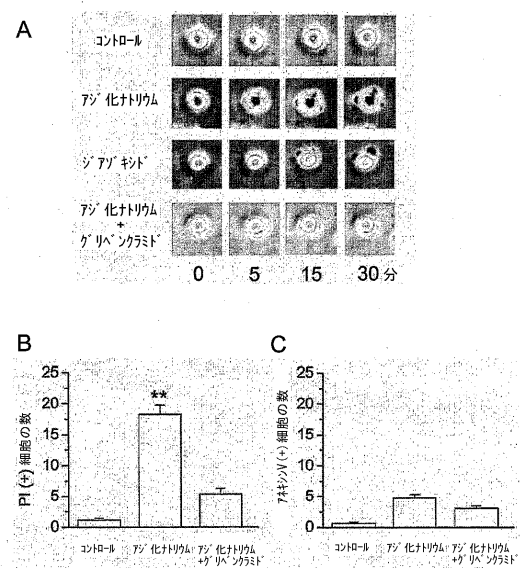 A
コントロール
アジ化ナトリウム
ジアゾキシド
アジ化ナトリウム
+
グリベンクラミド
0 5 15 30 分
B
PI (+) 細胞の数
25
20
15
10
5
0
**
コントロール アジ化ナトリウム アジ化ナトリウム
+グリベンクラミド
C
アネキシンV (+) 細胞の数
25
20
15
10
5
0
コントロール アジ化ナトリウム アジ化ナトリウム
+グリベンクラミド